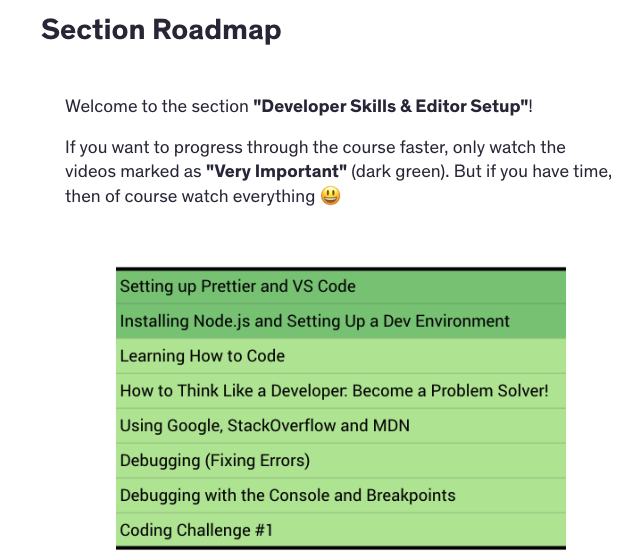 Section Roadmap
Welcome to the section "Developer Skills & Editor Setup"!
If you want to progress through the course faster, only watch the
videos marked as "Very Important" (dark green). But if you have time,
then of course watch everything 😃
Setting up Prettier and VS Code
Installing Node.js and Setting Up a Dev Environment
Learning How to Code
How to Think Like a Developer: Become a Problem Solver!
Using Google, StackOverflow and MDN
Debugging (Fixing Errors)
Debugging with the Console and Breakpoints
Coding Challenge #1